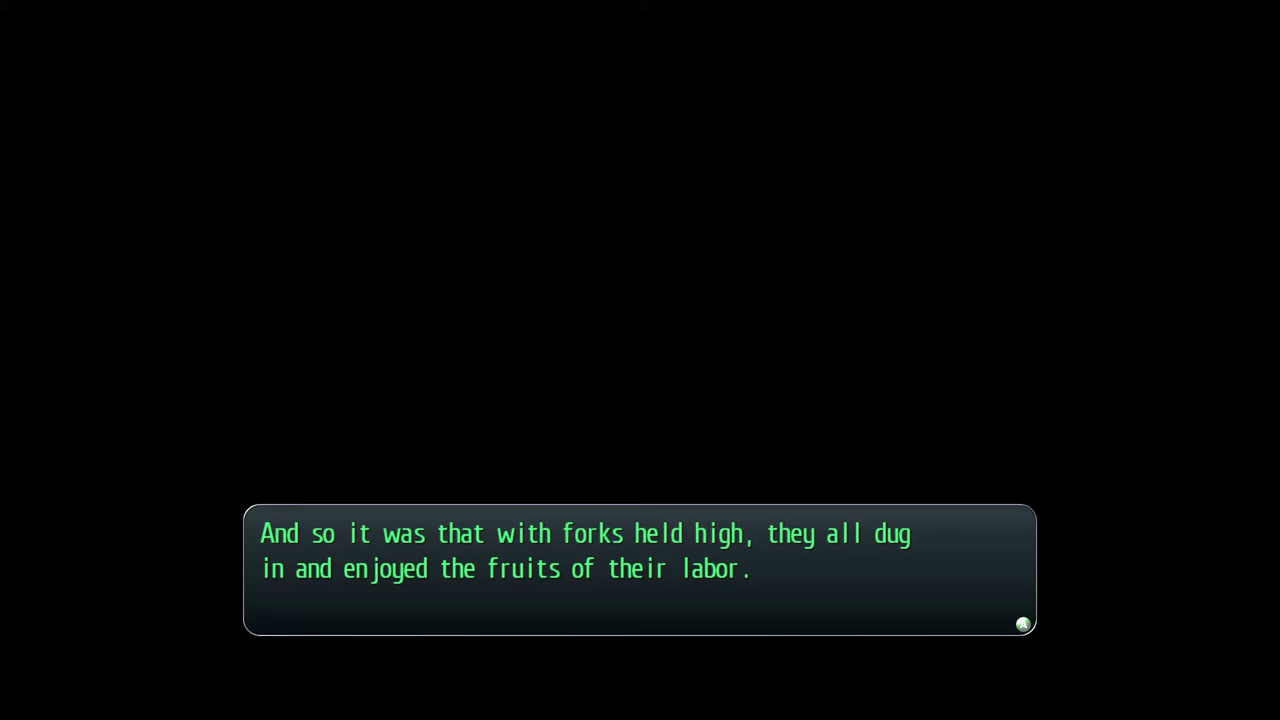 And so it was that with forks held high, they all dug
in and enjoyed the fruits of their labor.
A